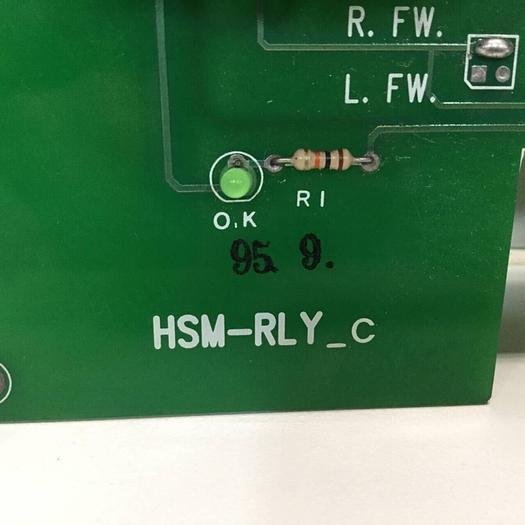 R. FW.
L. FW.
R1
O.K
95. 9.
HSM-RLY_C